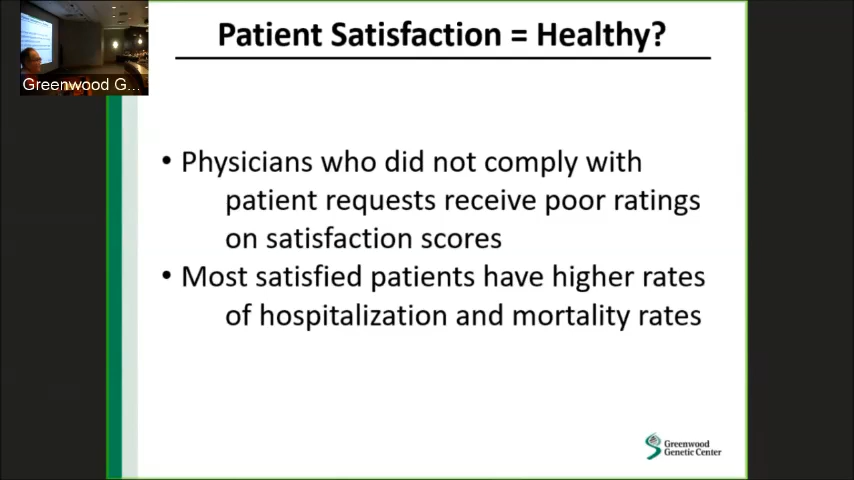 Patient Satisfaction = Healthy?
Greenwood G...
• Physicians who did not comply with
patient requests receive poor ratings
on satisfaction scores
• Most satisfied patients have higher rates
of hospitalization and mortality rates
Greenwood
Genetic Center